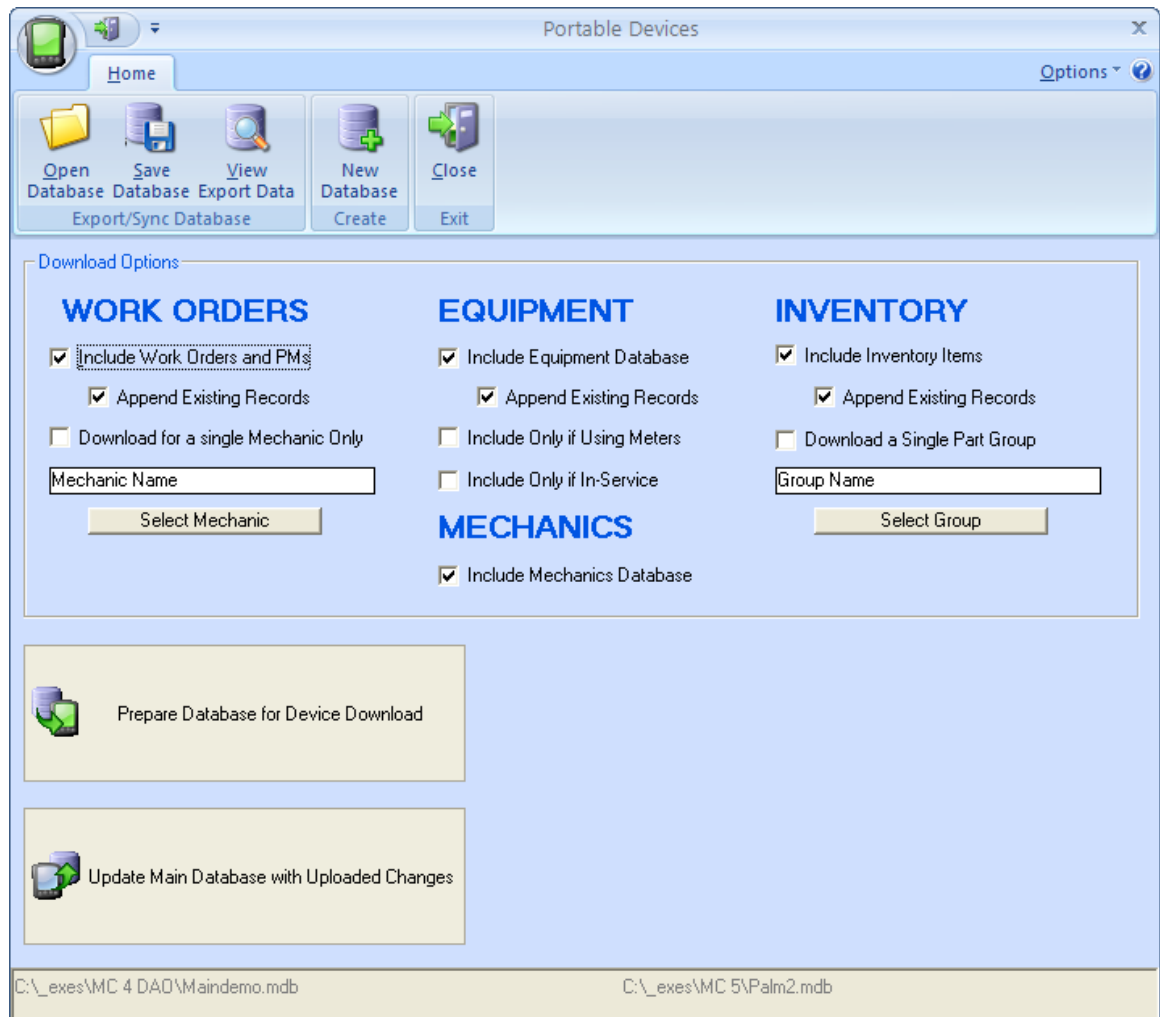 Portable Devices
Home
Options
Open Database
Save Database
View Export Data
New Database
Close
Export/Sync Database
Create
Exit
Download Options
WORK ORDERS
Include Work Orders and PMs
Append Existing Records
Download for a single Mechanic Only
Mechanic Name
Select Mechanic
EQUIPMENT
Include Equipment Database
Append Existing Records
Include Only if Using Meters
Include Only if In-Service
MECHANICS
Include Mechanics Database
INVENTORY
Include Inventory Items
Append Existing Records
Download a Single Part Group
Group Name
Select Group
Prepare Database for Device Download
Update Main Database with Uploaded Changes
C:\_exes\MC 4 DAO\Maindemo.mdb
C:\_exes\MC 5\Palm2.mdb